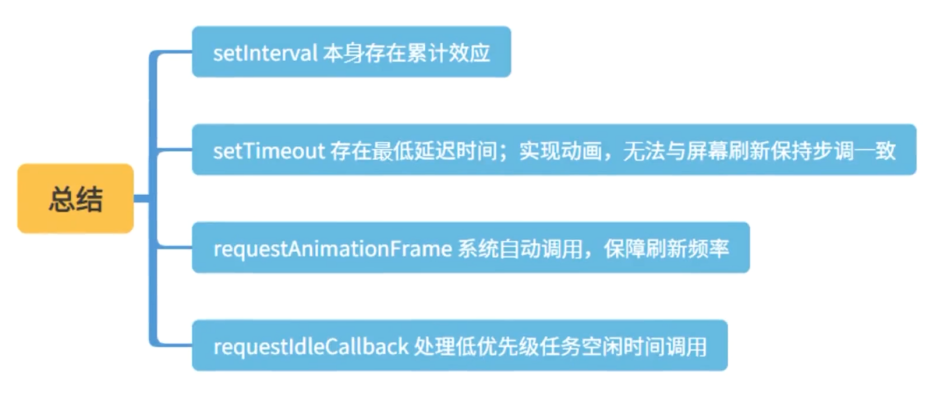 总结
setInterval 本身存在累计效应
setTimeout 存在最低延迟时间；实现动画，无法与屏幕刷新保持步调一致
requestAnimationFrame 系统自动调用，保障刷新频率
requestIdleCallback 处理低优先级任务空闲时间调用